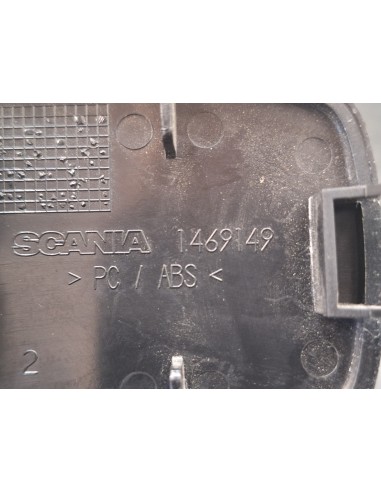 SCANIA 1469149
> PC / ABS <
2